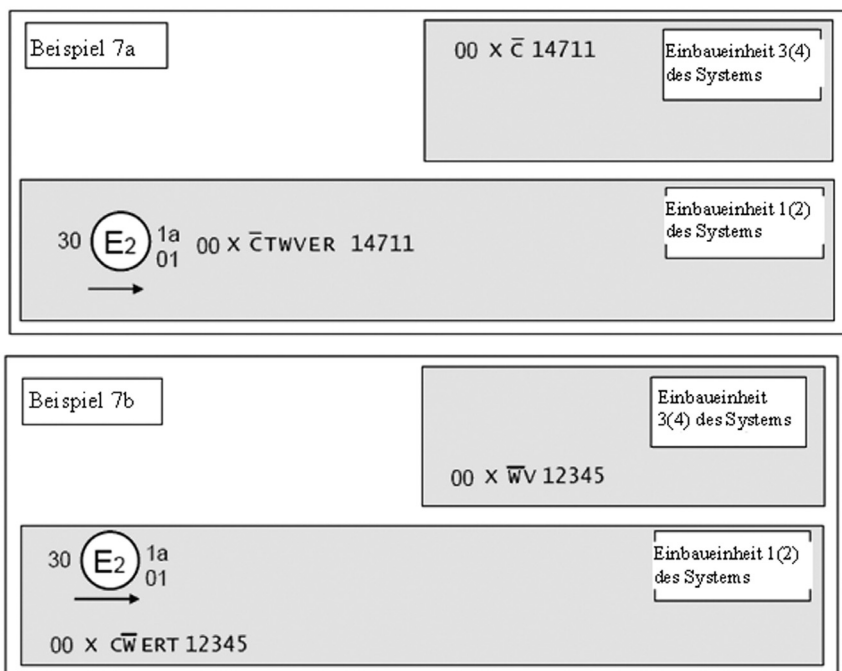 Beispiel 7a
00 X C̅ 14711
Einbaueinheit 3(4)
des Systems
30 E2 1a
01
00 X C̅TWVER 14711
Einbaueinheit 1(2)
des Systems
Beispiel 7b
Einbaueinheit
3(4) des Systems
00 X W̅V 12345
30 E2 1a
01
Einbaueinheit 1(2)
des Systems
00 X CW̅ERT 12345